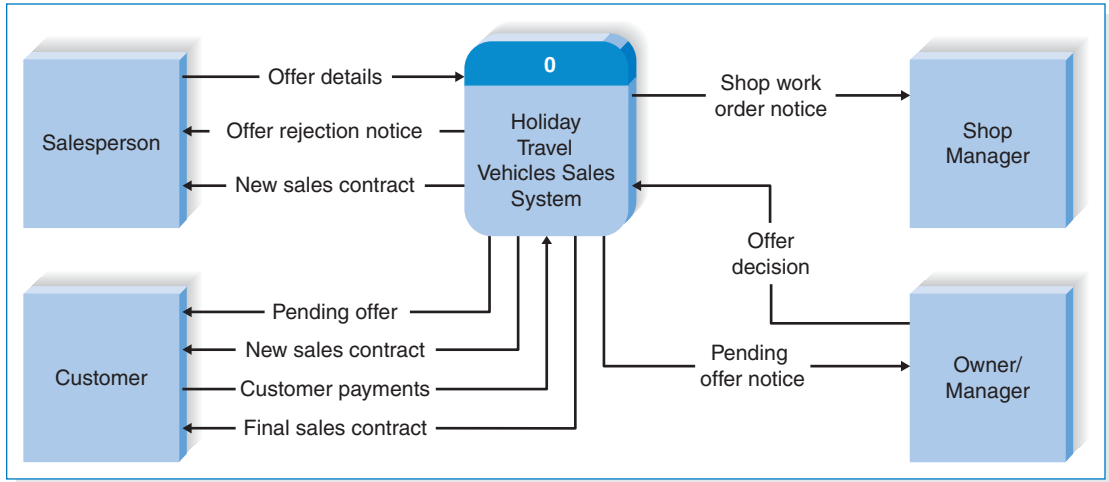 0
Holiday
Travel
Vehicles Sales
System
Salesperson
Offer details
Offer rejection notice
New sales contract
Shop work
order notice
Shop
Manager
Customer
Pending offer
New sales contract
Customer payments
Final sales contract
Offer
decision
Pending
offer notice
Owner/
Manager